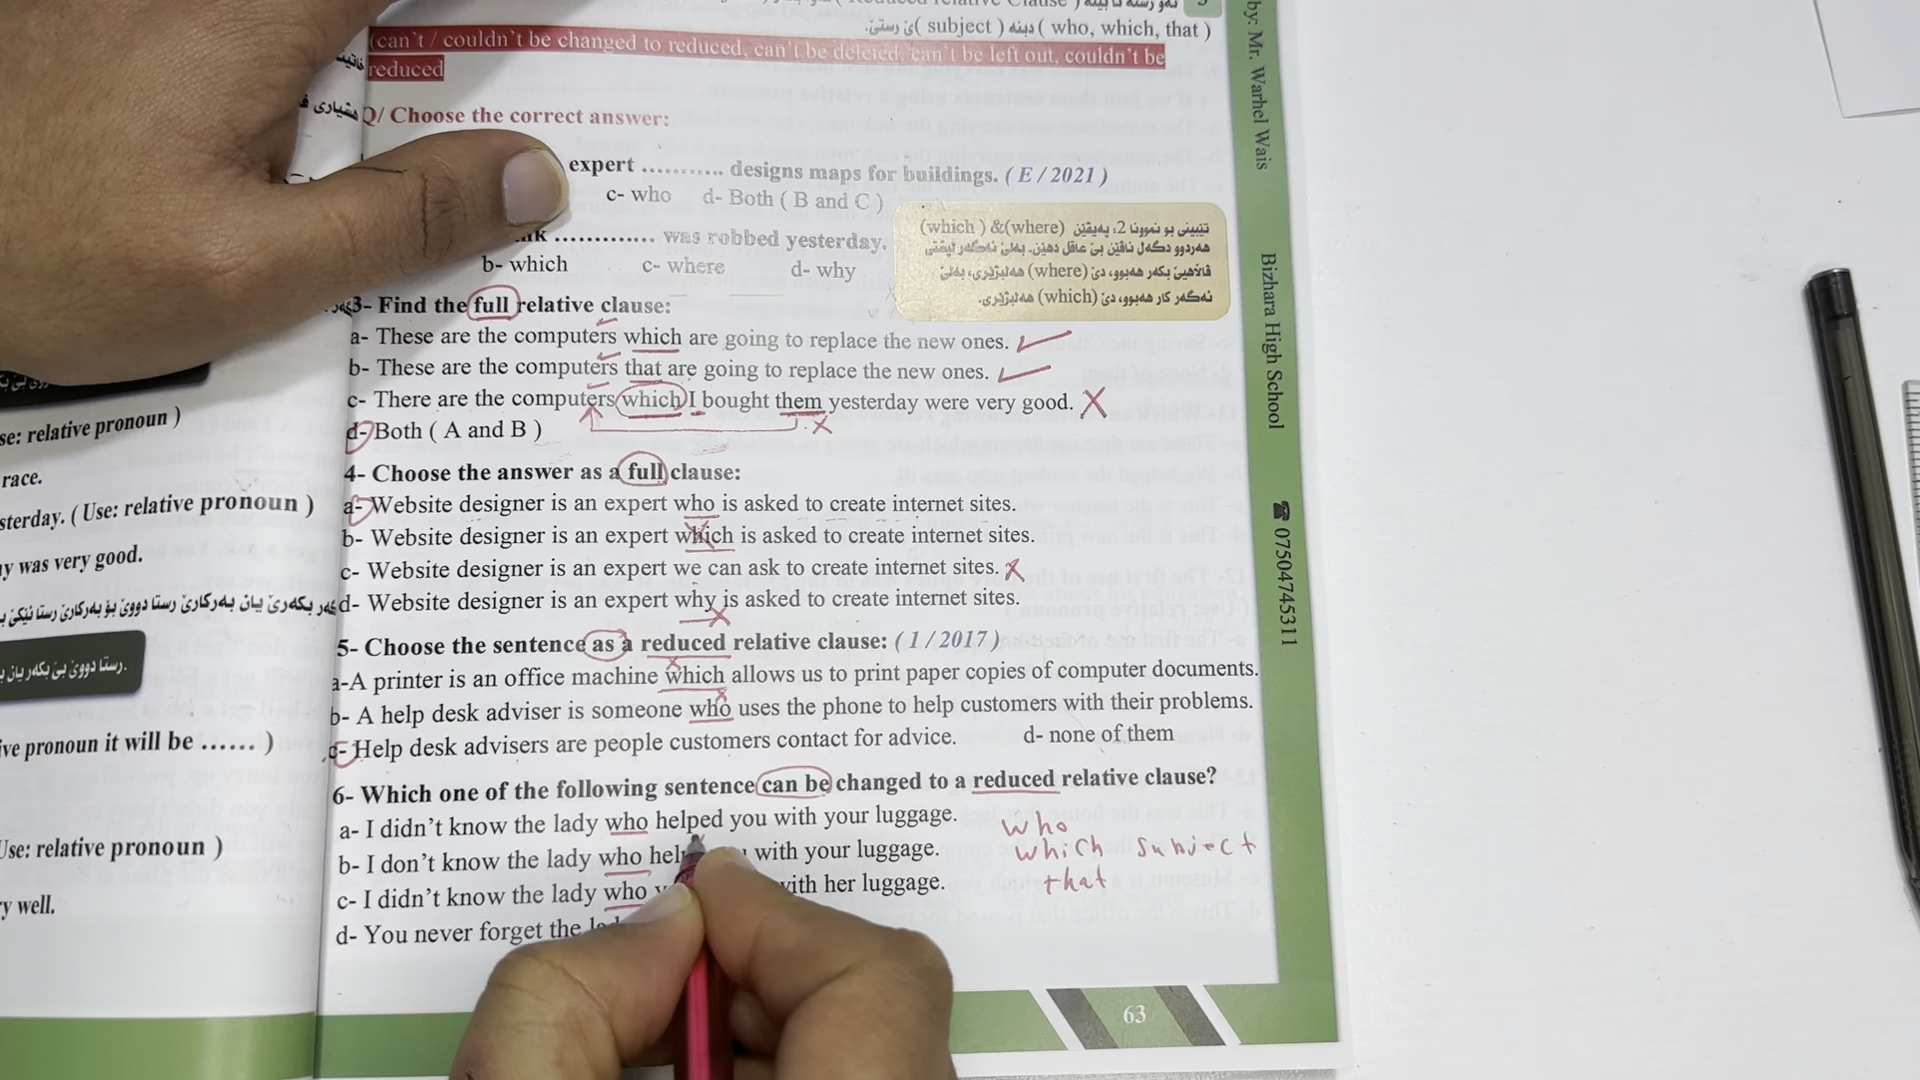 ( who, which, that ) دبنه ( subject ) ێ رستێ.
(can't / couldn't be changed to reduced, can't be deleted, can't be left out, couldn't be
reduced
Q/ Choose the correct answer:
expert ........... designs maps for buildings. ( E / 2021 )
c- who d- Both ( B and C )
............. was robbed yesterday.
b- which c- where d- why
(which ) &(where)
(where)
(which)
3- Find the full relative clause:
a- These are the computers which are going to replace the new ones.
b- These are the computers that are going to replace the new ones.
c- There are the computers which I bought them yesterday were very good.
d- Both ( A and B )
4- Choose the answer as a full clause:
a- Website designer is an expert who is asked to create internet sites.
b- Website designer is an expert which is asked to create internet sites.
c- Website designer is an expert we can ask to create internet sites.
d- Website designer is an expert why is asked to create internet sites.
5- Choose the sentence as a reduced relative clause: ( 1 / 2017 )
a-A printer is an office machine which allows us to print paper copies of computer documents.
b- A help desk adviser is someone who uses the phone to help customers with their problems.
c- Help desk advisers are people customers contact for advice. d- none of them
6- Which one of the following sentence can be changed to a reduced relative clause?
a- I didn't know the lady who helped you with your luggage.
b- I don't know the lady who with your luggage.
c- I didn't know the lady who with her luggage.
d- You never forget the
who
which subject
that
63
by: Mr. Warhel Wais
Bizhara High School
☎ 07504745311
se: relative pronoun )
race.
sterday. ( Use: relative pronoun )
y was very good.
ive pronoun it will be ...... )
Use: relative pronoun )
y well.